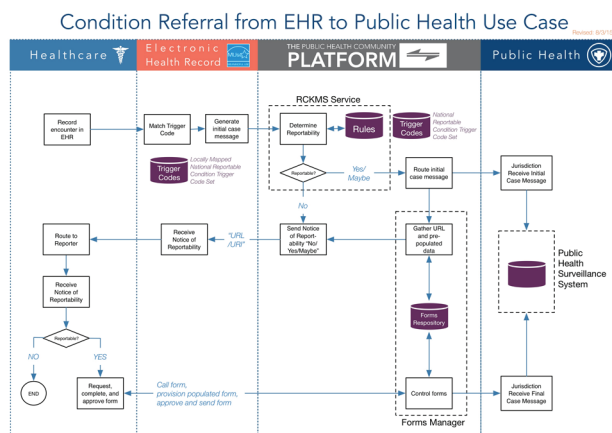 Condition Referral from EHR to Public Health Use Case
Healthcare
Electronic
Health Record
THE PUBLIC HEALTH COMMUNITY
PLATFORM
Public Health
RCKMS Service
Record
encounter in
EHR
Match Trigger
Code
Generate
initial case
message
Determine
Reportability
Rules
Trigger
Codes
National
Reportable
Condition Trigger
Code Set
Trigger
Codes
Locally Mapped
National Reportable
Condition Trigger
Code Set
Reportable?
Yes/
Maybe
Route initial
case message
Jurisdiction
Receive Initial
Case Message
No
Route to
Reporter
Receive
Notice of
Reportability
"URL
/URI"
Send Notice
of Report-
ability "No/
Yes/Maybe"
Gather URL
and pre-
populated
data
Public
Health
Surveillance
System
Receive
Notice of
Reportability
Forms
Respository
Reportable?
NO
YES
END
Request,
complete, and
approve form
Call form,
provision populated form,
approve and send form
Control forms
Jurisdiction
Receive Final
Case Message
Forms Manager